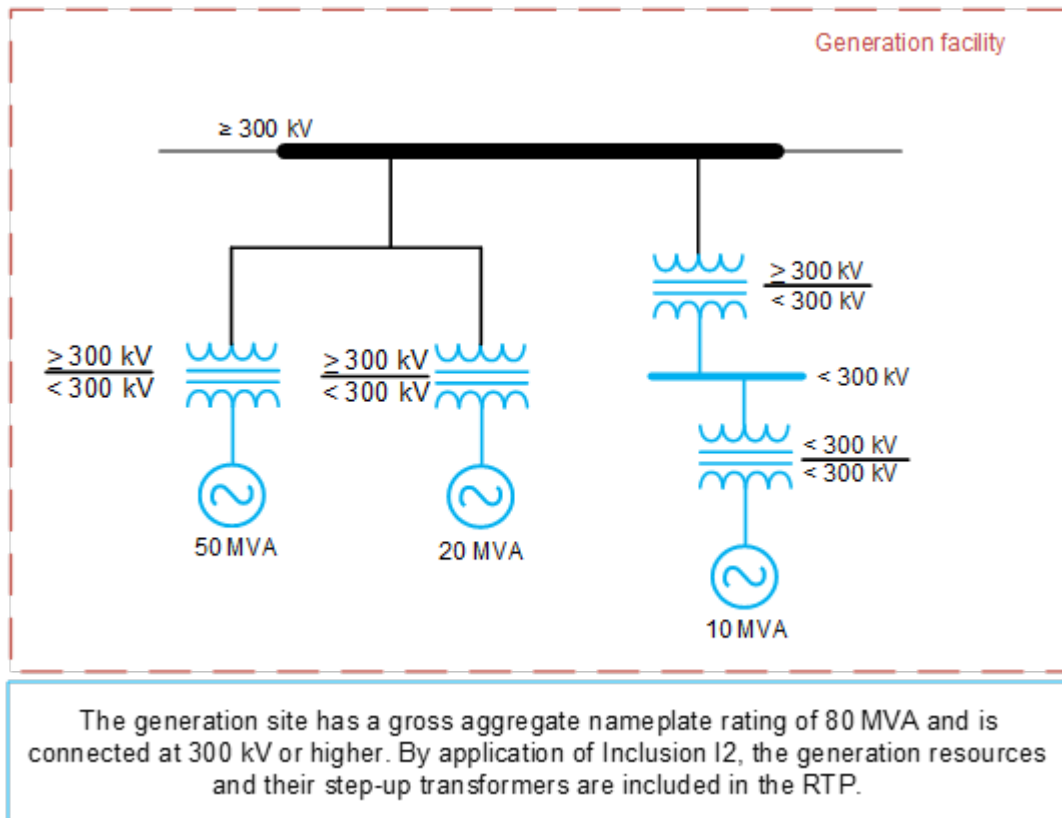 Generation facility
≥ 300 kV
≥ 300 kV
< 300 kV
≥ 300 kV
< 300 kV
≥ 300 kV
< 300 kV
< 300 kV
< 300 kV
< 300 kV
50 MVA
20 MVA
10 MVA
The generation site has a gross aggregate nameplate rating of 80 MVA and is
connected at 300 kV or higher. By application of Inclusion I2, the generation resources
and their step-up transformers are included in the RTP.